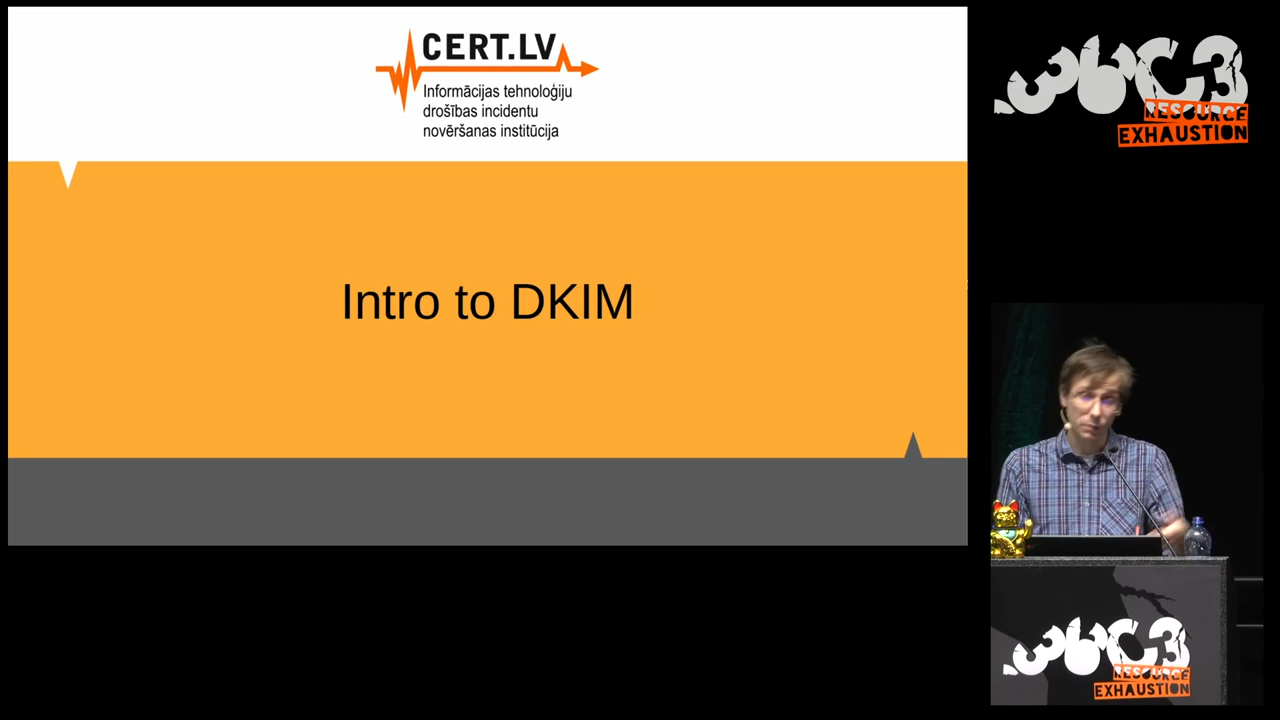 CERT.LV
Informācijas tehnoloģiju
drošības incidentu
novēršanas institūcija
Intro to DKIM
36C3
RESOURCE
EXHAUSTION
36C3
RESOURCE
EXHAUSTION